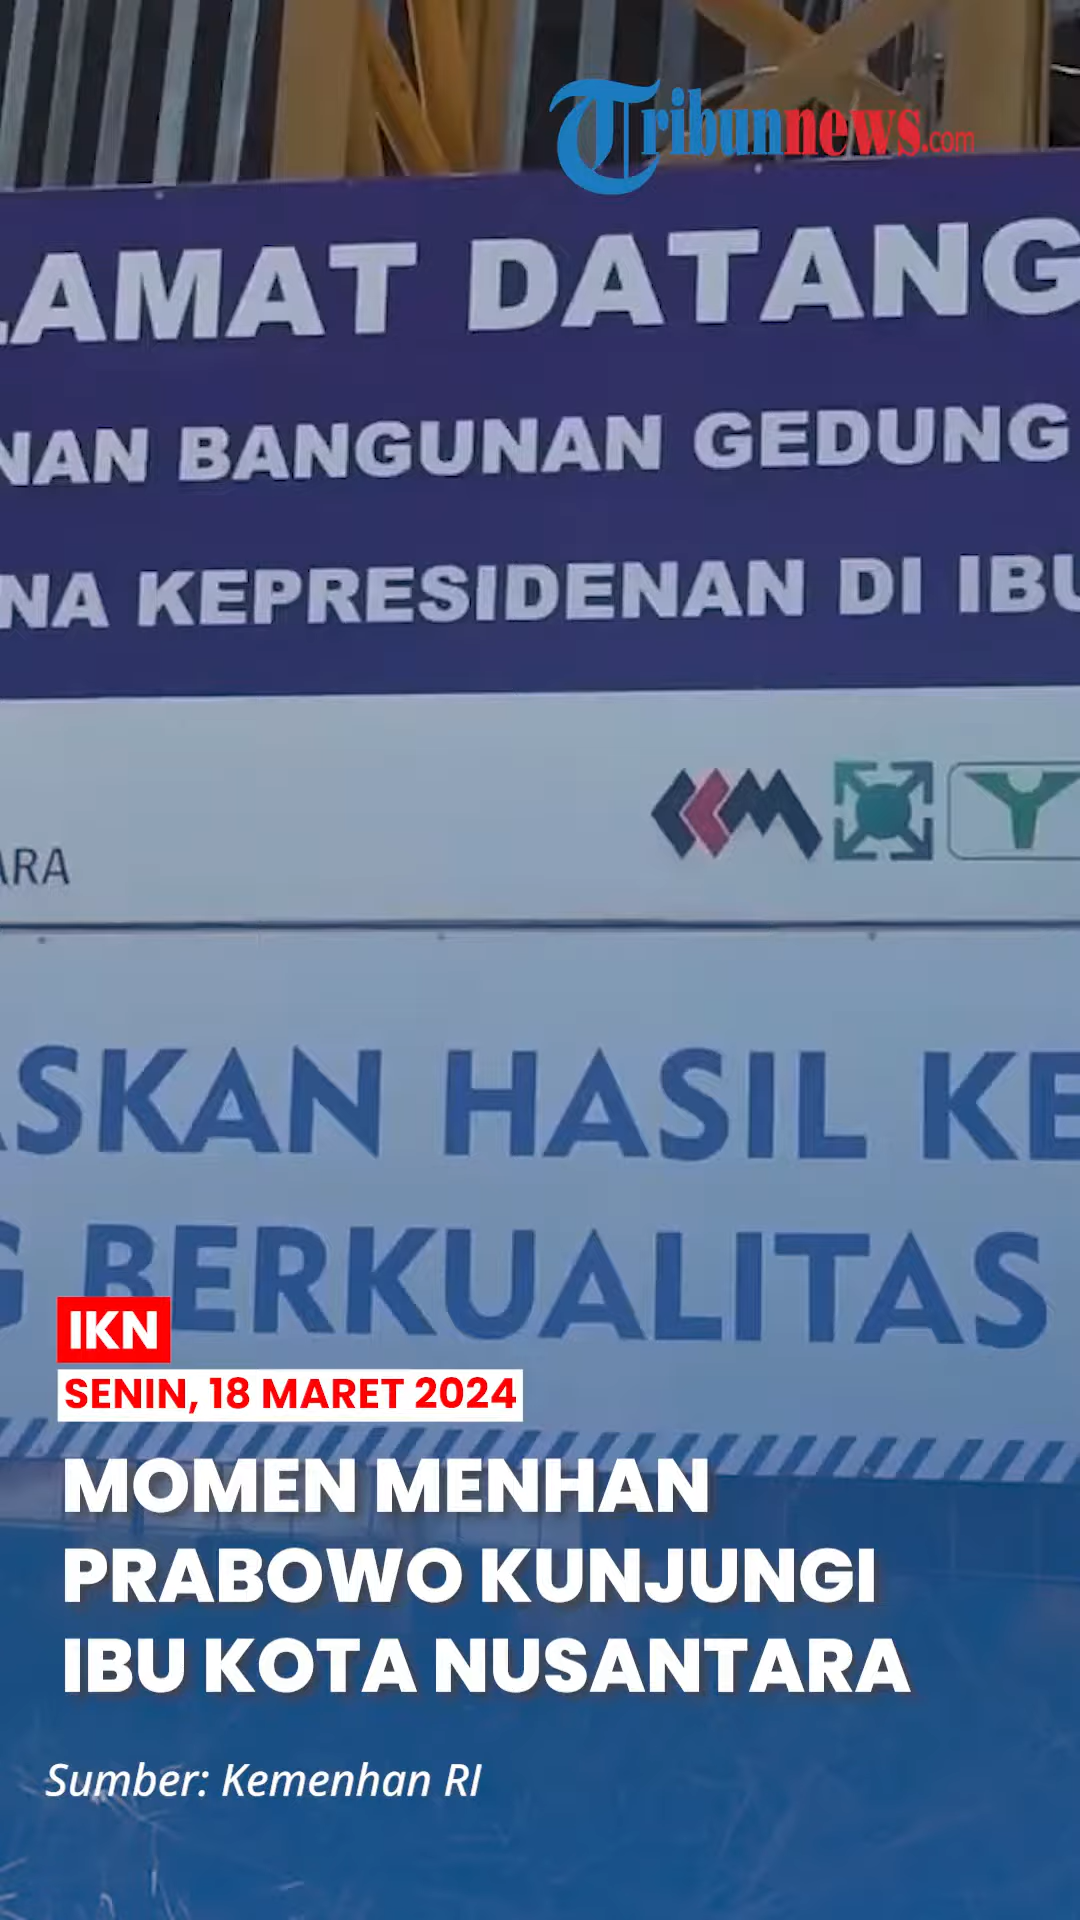 Tribunnews.com
LAMAT DATANG
NAN BANGUNAN GEDUNG
NA KEPRESIDENAN DI IBU
ARA
ASKAN HASIL KE
G BERKUALITAS
IKN
SENIN, 18 MARET 2024
MOMEN MENHAN
PRABOWO KUNJUNGI
IBU KOTA NUSANTARA
Sumber: Kemenhan RI